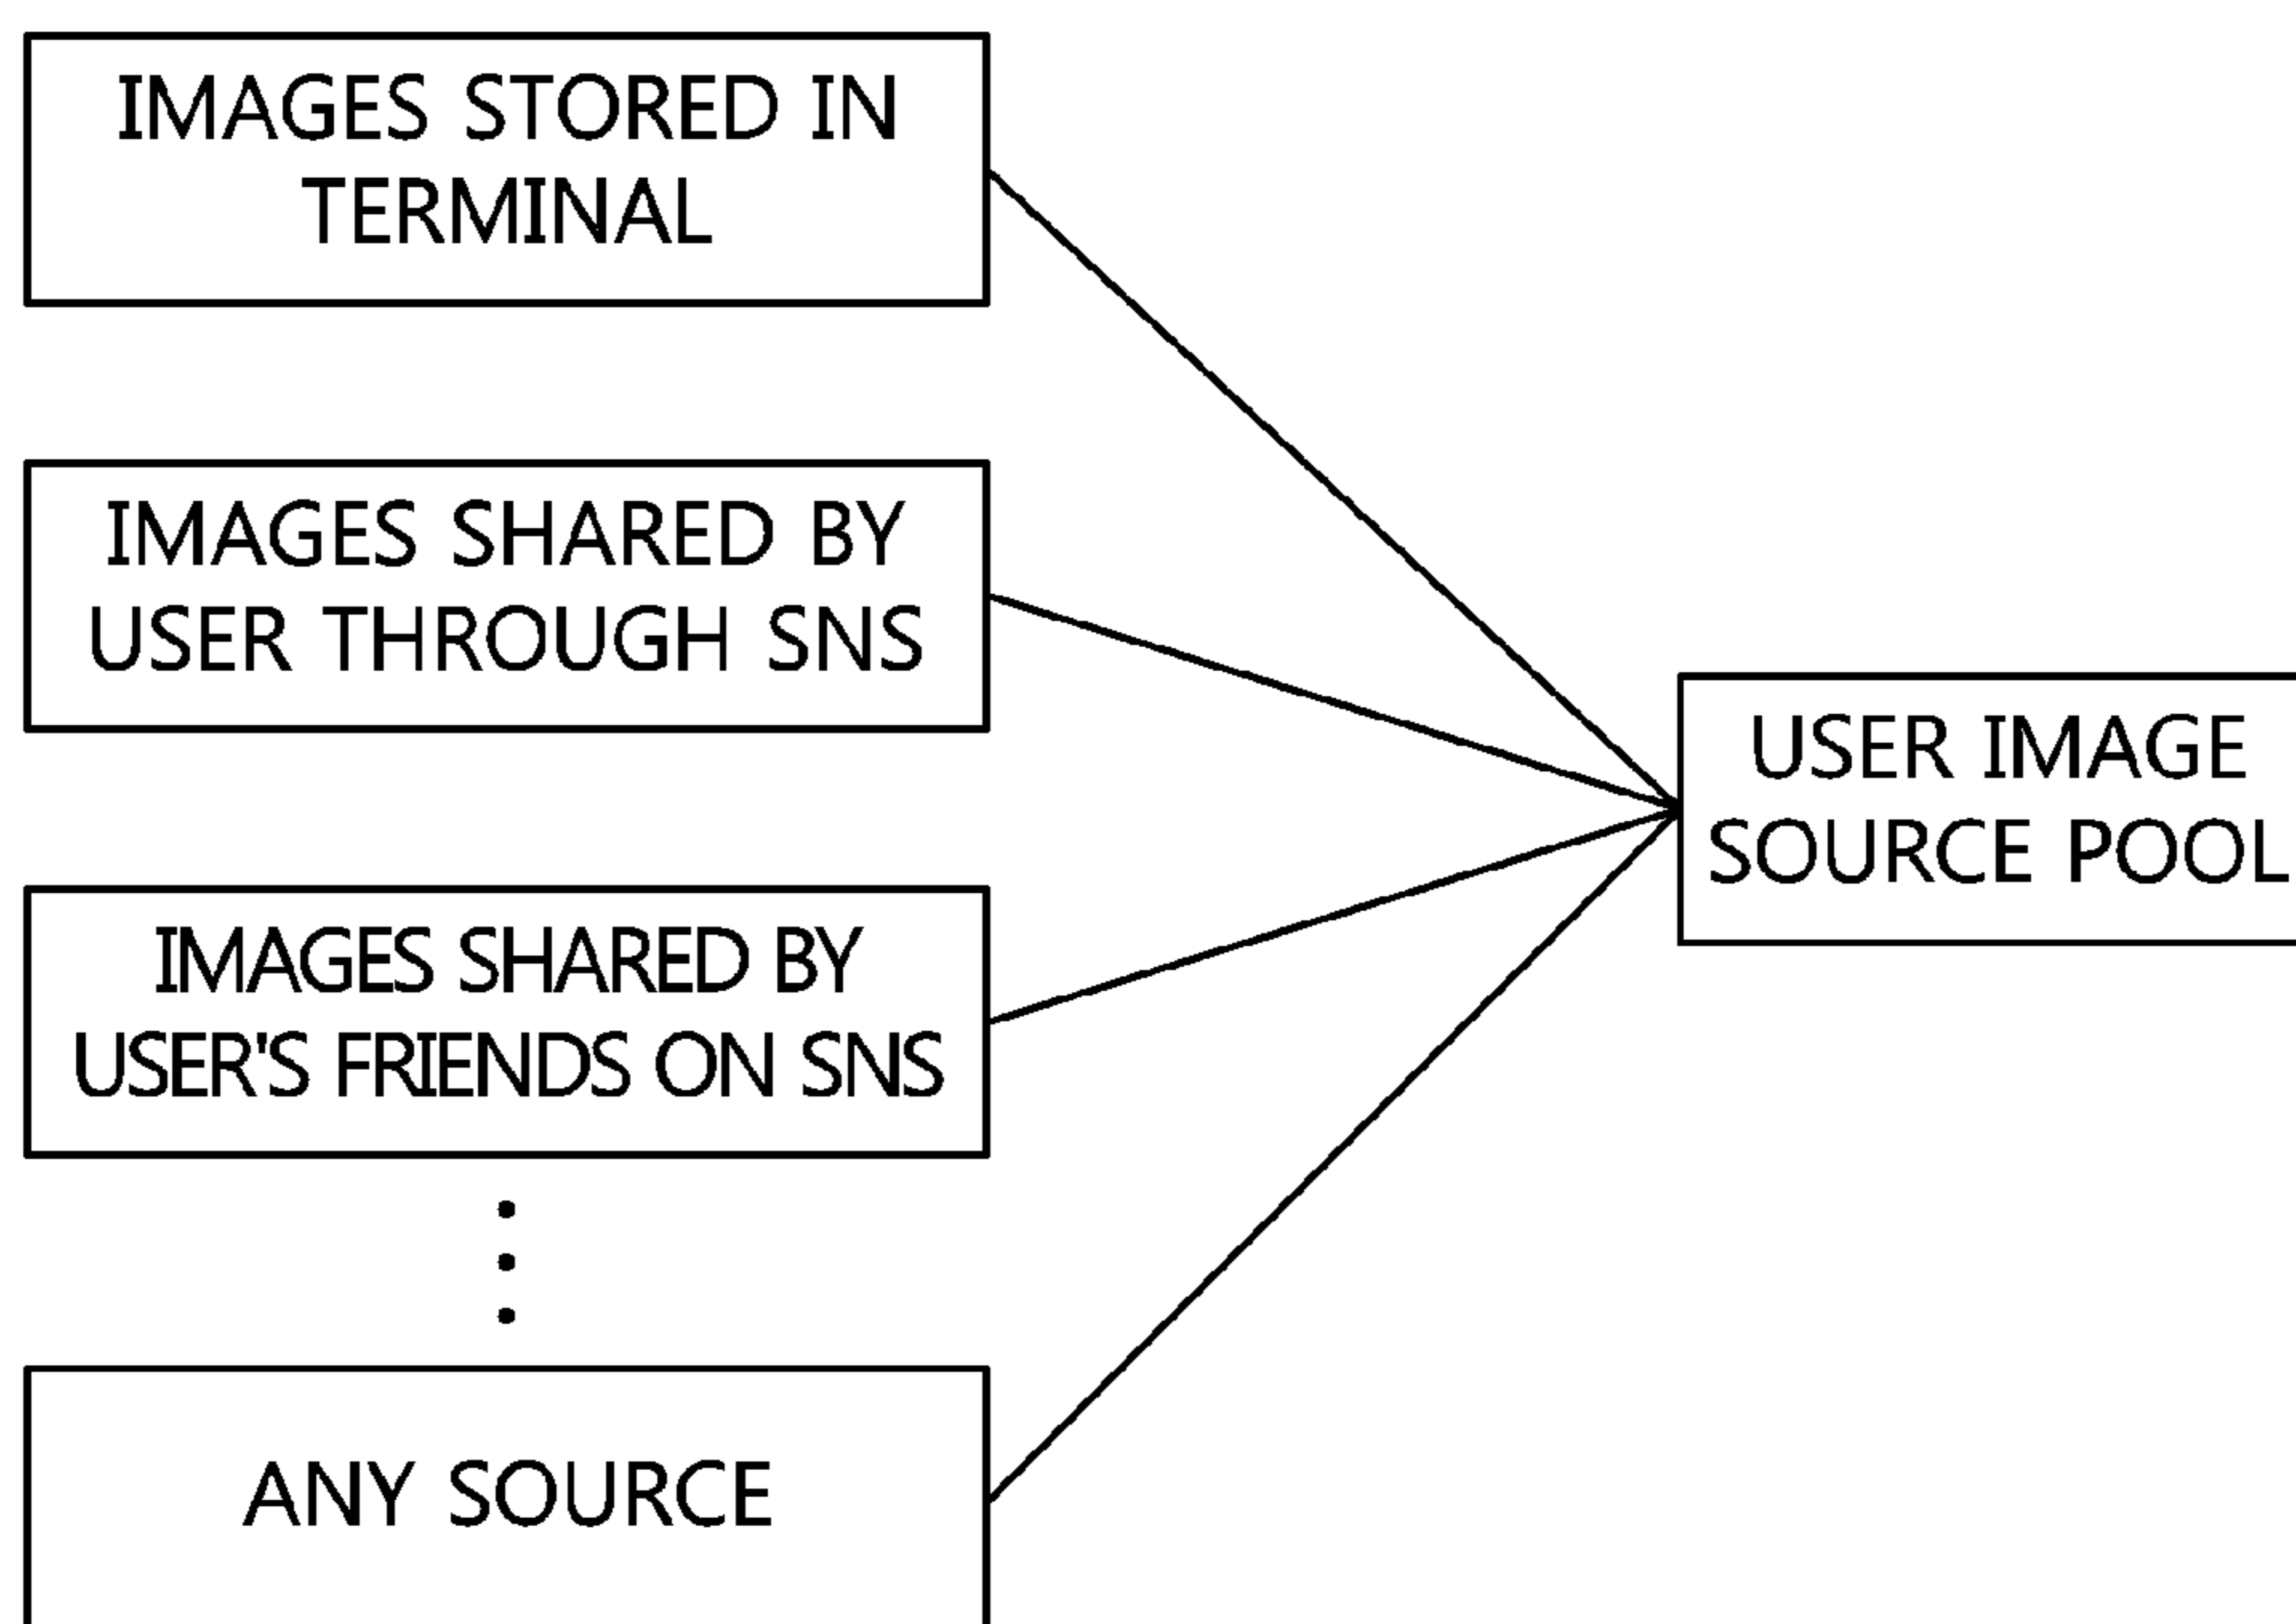 IMAGES STORED IN
TERMINAL
IMAGES SHARED BY
USER THROUGH SNS
IMAGES SHARED BY
USER'S FRIENDS ON SNS
ANY SOURCE
USER IMAGE
SOURCE POOL